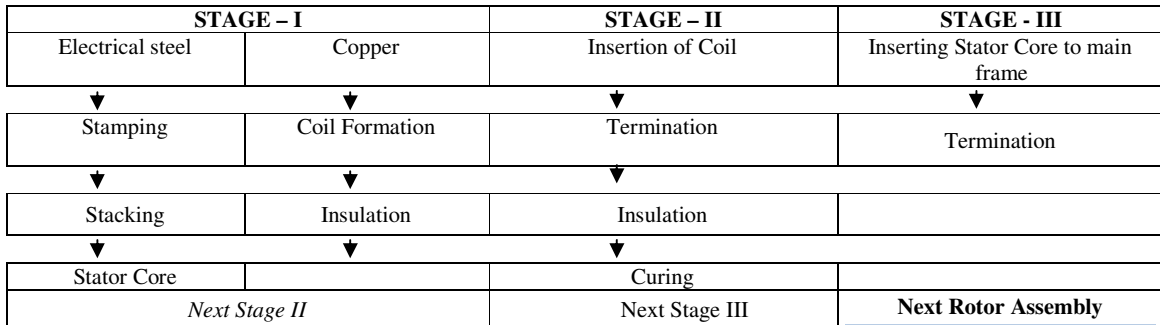 STAGE – I STAGE – II STAGE - III
Electrical steel Copper Insertion of Coil Inserting Stator Core to main
frame
Stamping Coil Formation Termination Termination
Stacking Insulation Insulation
Stator Core Curing
Next Stage II Next Stage III Next Rotor Assembly